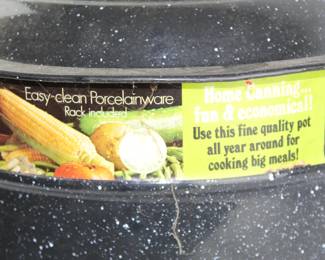 Easy-clean Porcelainware
Rack included
Home Canning...
fun & economical!
Use this fine quality pot
all year around for
cooking big meals!